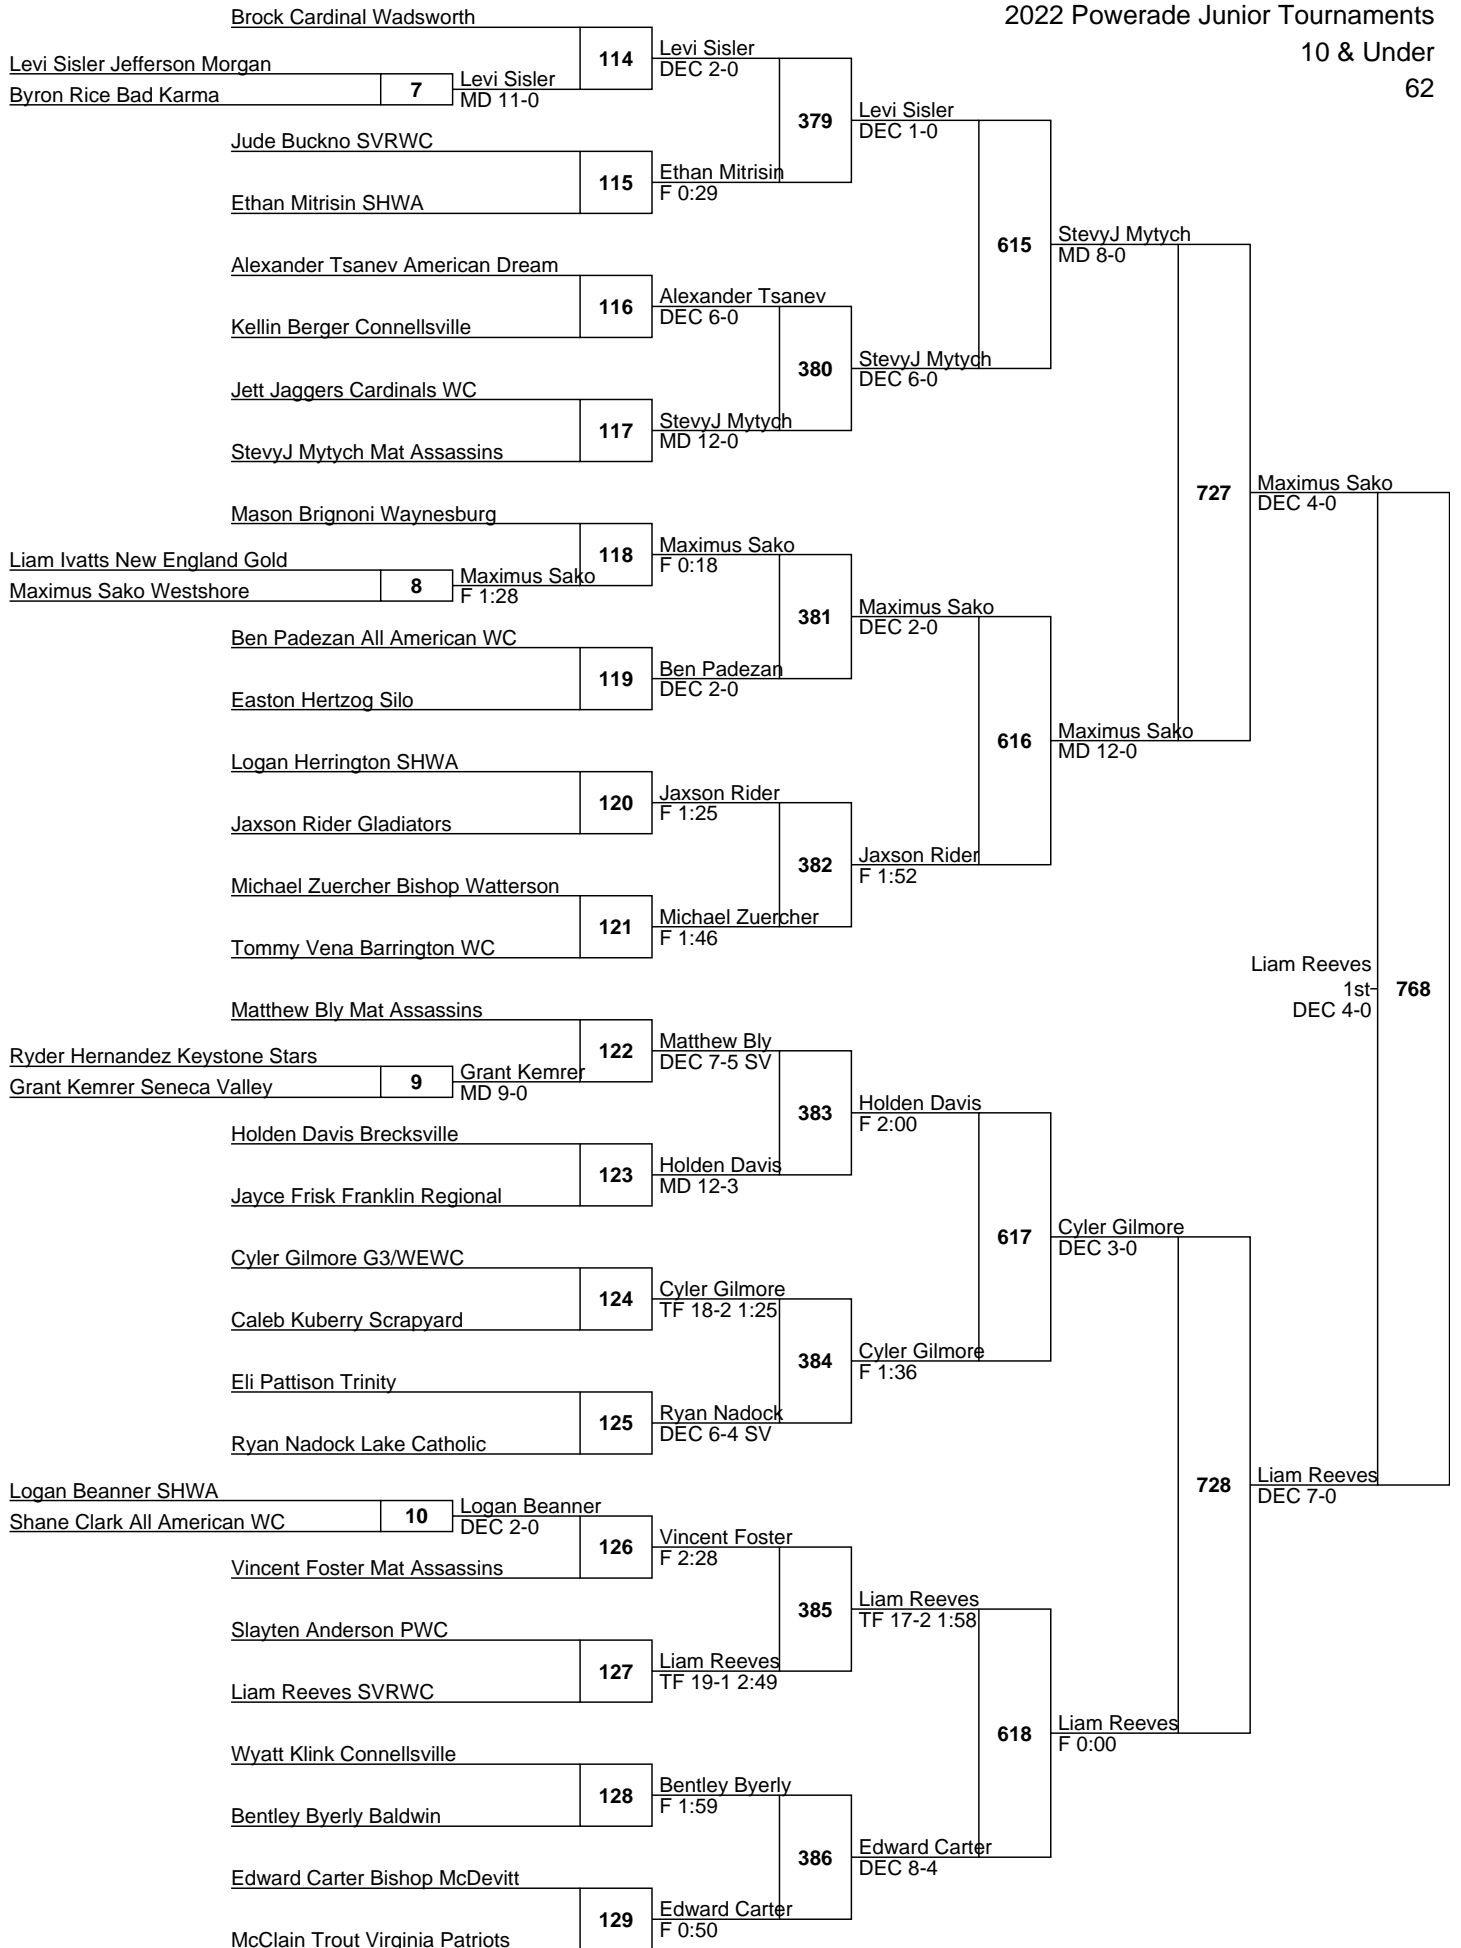 2022 Powerade Junior Tournaments
10 & Under
62
Brock Cardinal Wadsworth
Levi Sisler Jefferson Morgan
Byron Rice Bad Karma
7
Levi Sisler
MD 11-0
114
Levi Sisler
DEC 2-0
Jude Buckno SVRWC
Ethan Mitrisin SHWA
115
Ethan Mitrisin
F 0:29
379
Levi Sisler
DEC 1-0
Alexander Tsanev American Dream
Kellin Berger Connellsville
116
Alexander Tsanev
DEC 6-0
Jett Jaggers Cardinals WC
StevyJ Mytych Mat Assassins
117
StevyJ Mytych
MD 12-0
380
StevyJ Mytych
DEC 6-0
615
StevyJ Mytych
MD 8-0
Mason Brignoni Waynesburg
Liam Ivatts New England Gold
Maximus Sako Westshore
8
Maximus Sako
F 1:28
118
Maximus Sako
F 0:18
Ben Padezan All American WC
Easton Hertzog Silo
119
Ben Padezan
DEC 2-0
381
Maximus Sako
DEC 2-0
Logan Herrington SHWA
Jaxson Rider Gladiators
120
Jaxson Rider
F 1:25
Michael Zuercher Bishop Watterson
Tommy Vena Barrington WC
121
Michael Zuercher
F 1:46
382
Jaxson Rider
F 1:52
616
Maximus Sako
MD 12-0
727
Maximus Sako
DEC 4-0
Matthew Bly Mat Assassins
Ryder Hernandez Keystone Stars
Grant Kemrer Seneca Valley
9
Grant Kemrer
MD 9-0
122
Matthew Bly
DEC 7-5 SV
Holden Davis Brecksville
Jayce Frisk Franklin Regional
123
Holden Davis
MD 12-3
383
Holden Davis
F 2:00
Cyler Gilmore G3/WEWC
Caleb Kuberry Scrapyard
124
Cyler Gilmore
TF 18-2 1:25
Eli Pattison Trinity
Ryan Nadock Lake Catholic
125
Ryan Nadock
DEC 6-4 SV
384
Cyler Gilmore
F 1:36
617
Cyler Gilmore
DEC 3-0
Logan Beanner SHWA
Shane Clark All American WC
10
Logan Beanner
DEC 2-0
Vincent Foster Mat Assassins
126
Vincent Foster
F 2:28
Slayten Anderson PWC
Liam Reeves SVRWC
127
Liam Reeves
TF 19-1 2:49
385
Liam Reeves
TF 17-2 1:58
Wyatt Klink Connellsville
Bentley Byerly Baldwin
128
Bentley Byerly
F 1:59
Edward Carter Bishop McDevitt
McClain Trout Virginia Patriots
129
Edward Carter
F 0:50
386
Edward Carter
DEC 8-4
618
Liam Reeves
F 0:00
728
Liam Reeves
DEC 7-0
Liam Reeves
1st
DEC 4-0
768